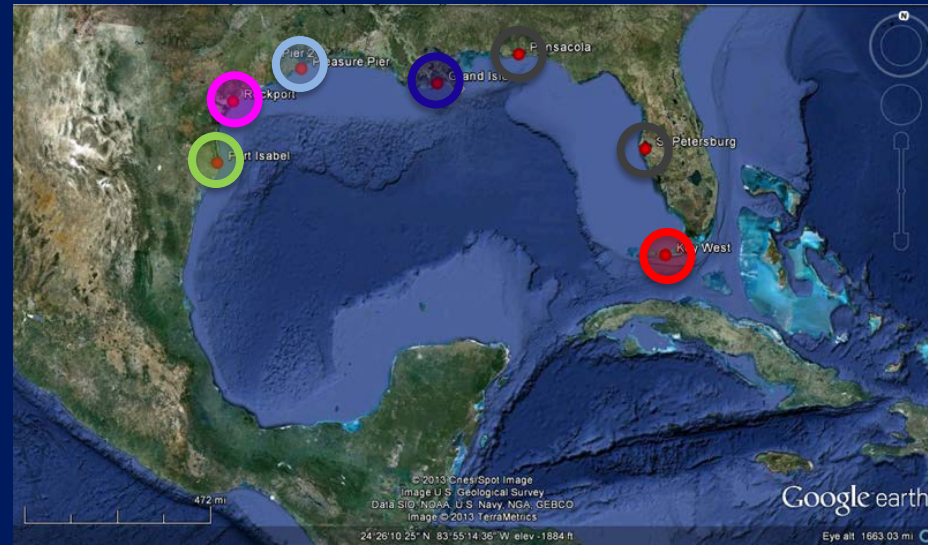 N
Pensacola
Pier 2
Pleasure Pier
Grand Isle
Rockport
Port Isabel
St. Petersburg
Key West
© 2013 Cnes/Spot Image
Image U.S. Geological Survey
Data SIO, NOAA, U.S. Navy, NGA, GEBCO
Image © 2013 TerraMetrics
472 mi
Google earth
24°26'10.25" N 83°55'14.36" W elev -1884 ft
Eye alt 1663.03 mi